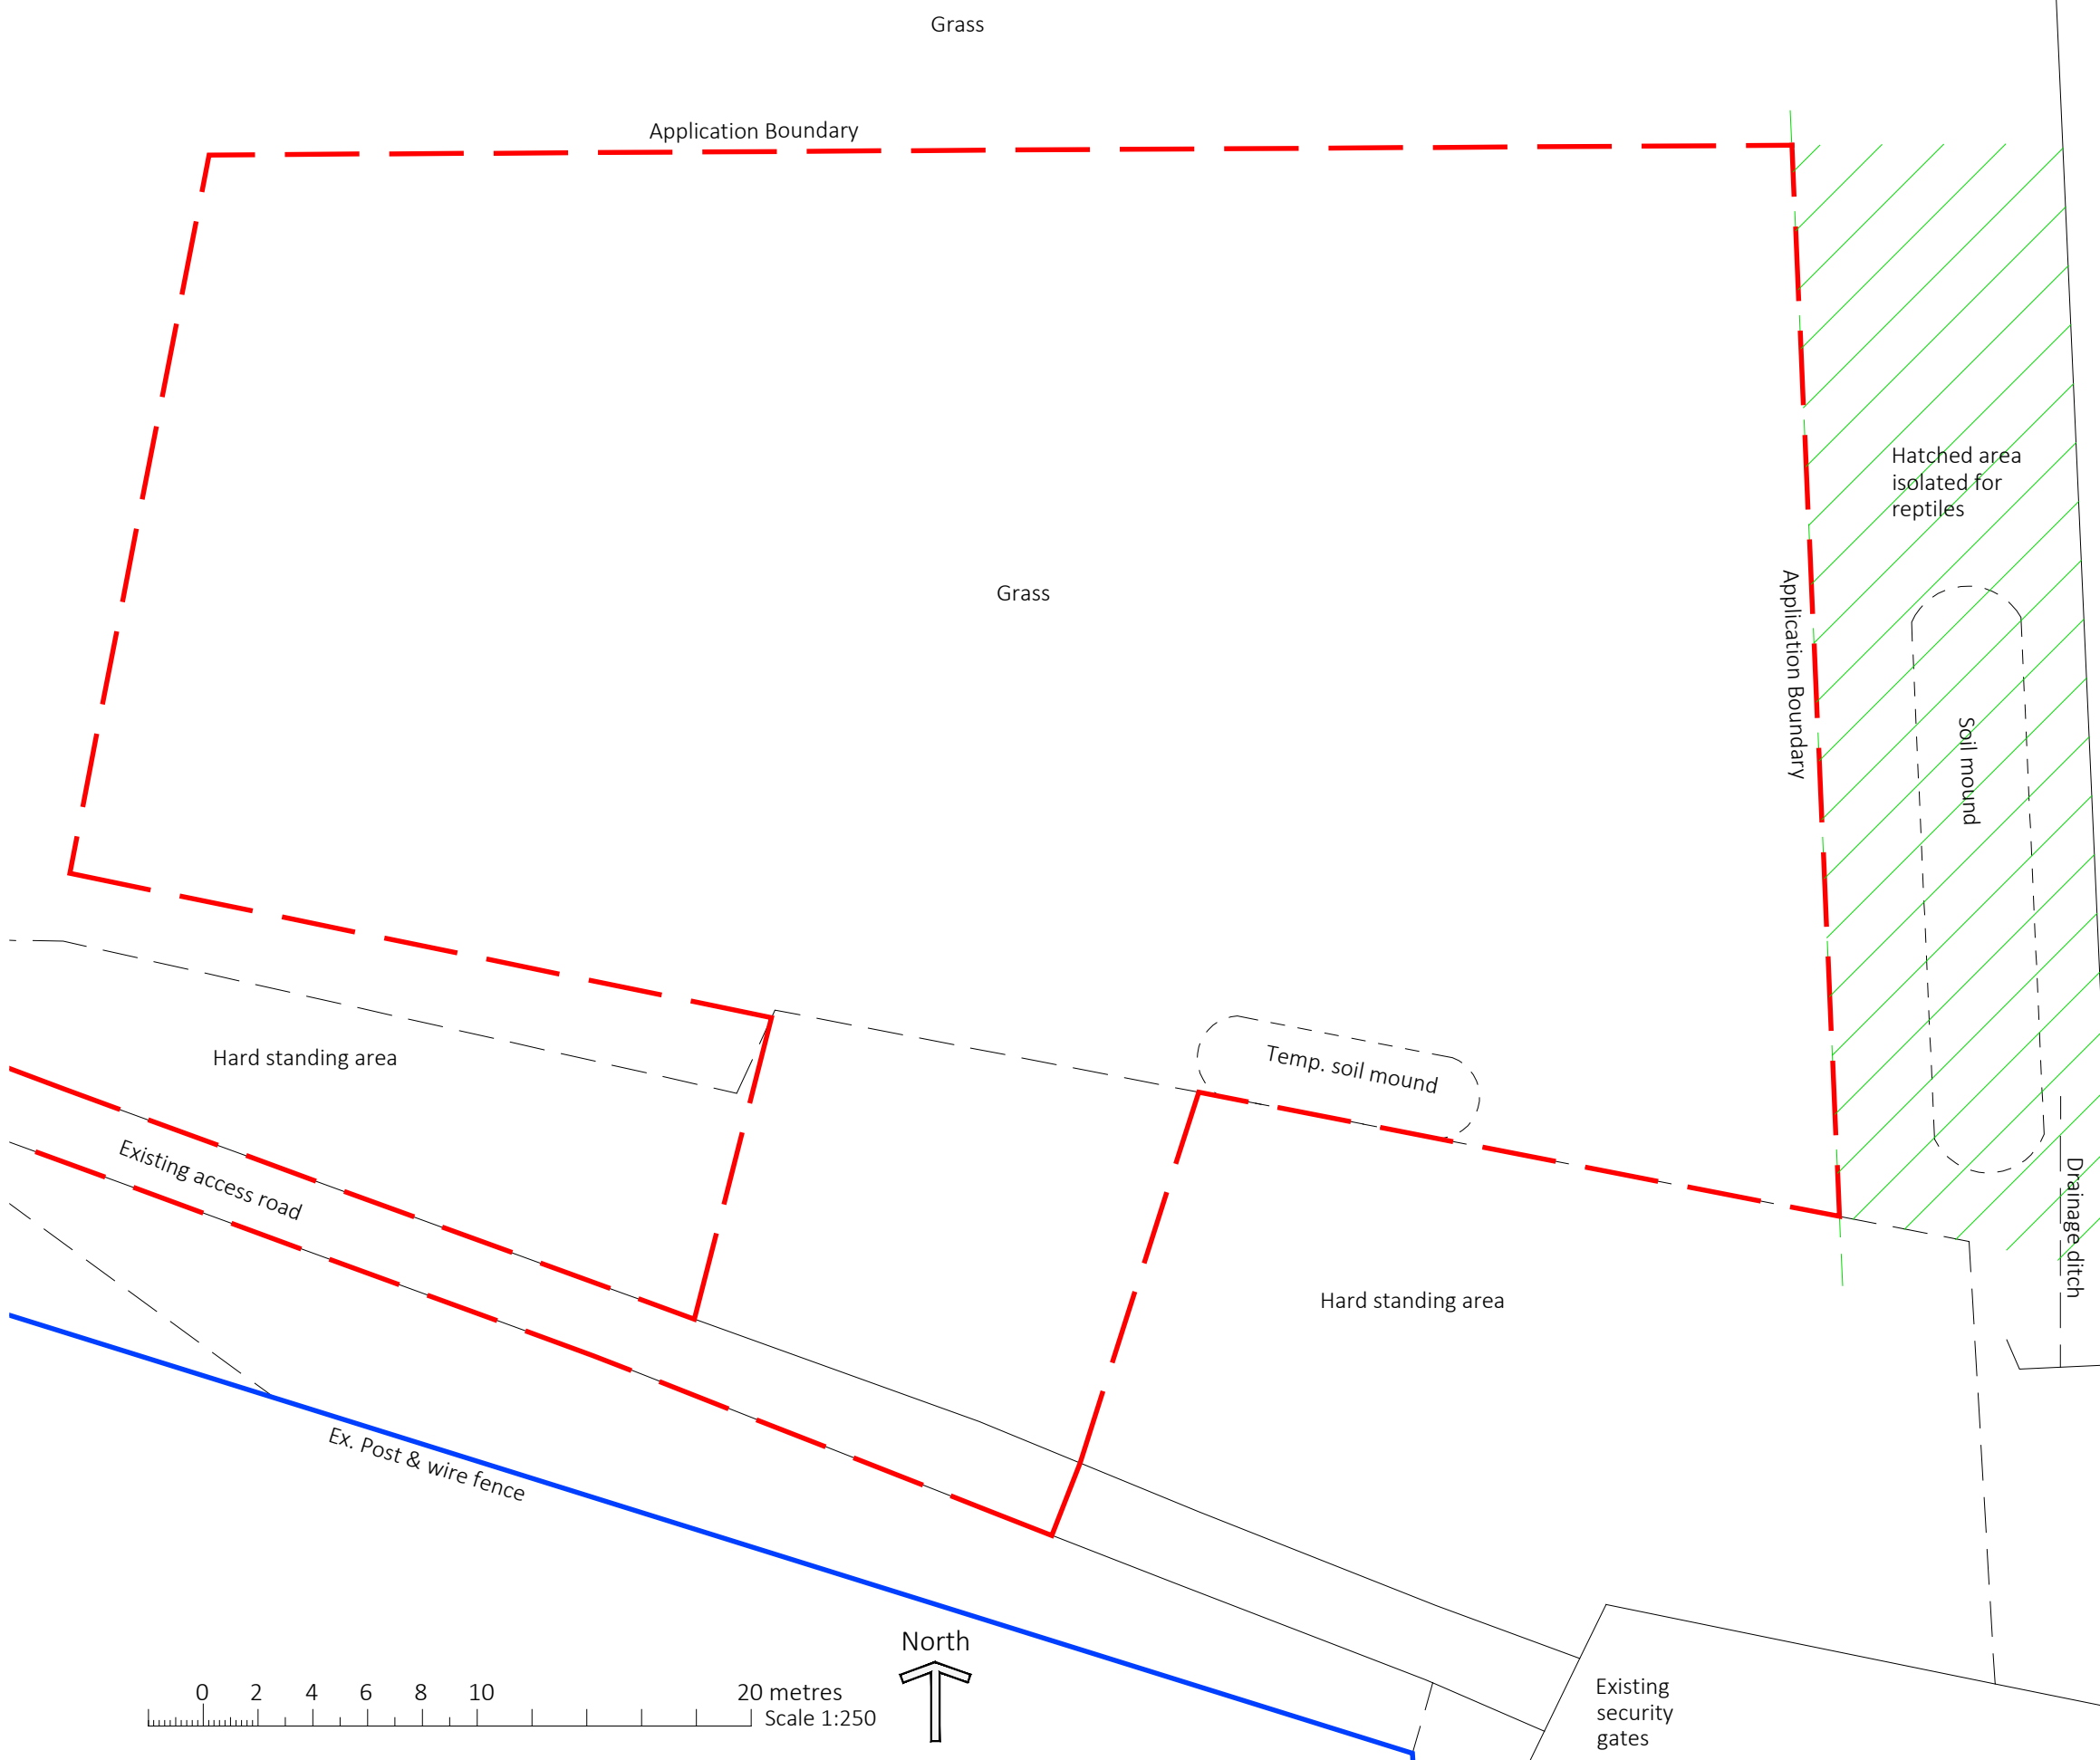 Grass
Application Boundary
Hatched area
isolated for
reptiles
Grass
Application Boundary
Soil mound
Hard standing area
Temp. soil mound
Existing access road
Drainage ditch
Hard standing area
Ex. Post & wire fence
North
0 2 4 6 8 10 20 metres
Scale 1:250
Existing
security
gates